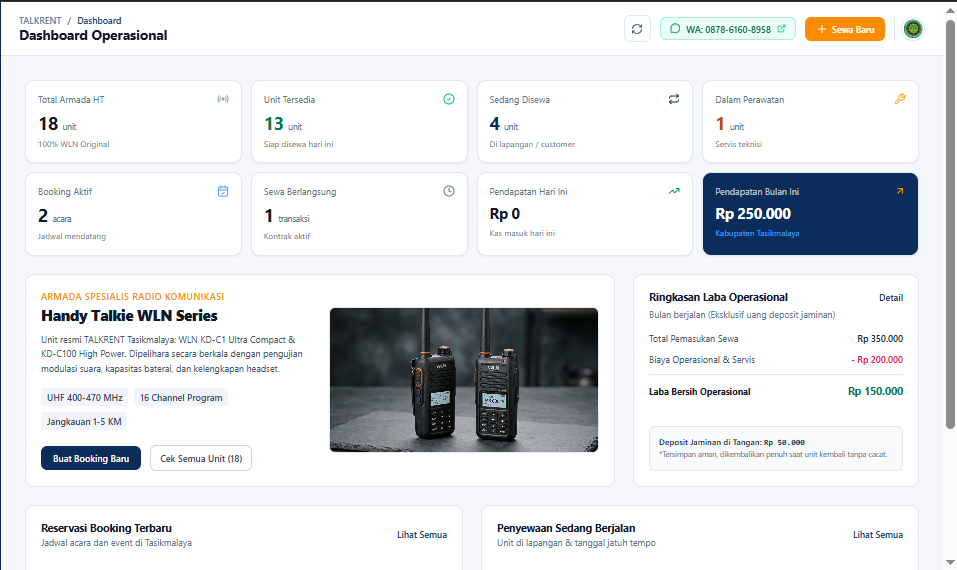 TALKRENT / Dashboard
Dashboard Operasional
WA: 0878-6160-8958
+ Sewa Baru
Total Armada HT
18 unit
100% WLN Original
Unit Tersedia
13 unit
Siap disewa hari ini
Sedang Disewa
4 unit
Di lapangan / customer
Dalam Perawatan
1 unit
Servis teknisi
Booking Aktif
2 acara
Jadwal mendatang
Sewa Berlangsung
1 transaksi
Kontrak aktif
Pendapatan Hari Ini
Rp 0
Kas masuk hari ini
Pendapatan Bulan Ini
Rp 250.000
Kabupaten Tasikmalaya
ARMADA SPESIALIS RADIO KOMUNIKASI
Handy Talkie WLN Series
Unit resmi TALKRENT Tasikmalaya: WLN KD-C1 Ultra Compact &
KD-C100 High Power. Dipelihara secara berkala dengan pengujian
modulasi suara, kapasitas baterai, dan kelengkapan headset.
UHF 400-470 MHz
16 Channel Program
Jangkauan 1-5 KM
Buat Booking Baru
Cek Semua Unit (18)
WLN
WLN
Ringkasan Laba Operasional
Detail
Bulan berjalan (Eksklusif uang deposit jaminan)
Total Pemasukan Sewa
Rp 350.000
Biaya Operasional & Servis
- Rp 200.000
Laba Bersih Operasional
Rp 150.000
Deposit Jaminan di Tangan: Rp 50.000
*Tersimpan aman, dikembalikan penuh saat unit kembali tanpa cacat.
Reservasi Booking Terbaru
Jadwal acara dan event di Tasikmalaya
Lihat Semua
Penyewaan Sedang Berjalan
Unit di lapangan & tanggal jatuh tempo
Lihat Semua